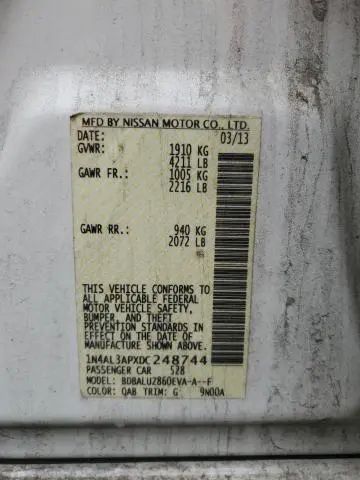 MFD BY NISSAN MOTOR CO., LTD.
DATE: 03/13
GVWR: 1910 KG
4211 LB
GAWR FR.: 1005 KG
2216 LB
GAWR RR.: 940 KG
2072 LB
THIS VEHICLE CONFORMS TO
ALL APPLICABLE FEDERAL
MOTOR VEHICLE SAFETY,
BUMPER, AND THEFT
PREVENTION STANDARDS IN
EFFECT ON THE DATE OF
MANUFACTURE SHOWN ABOVE.
1N4AL3APXDC248744
PASSENGER CAR 528
MODEL: BDBALUZ860EVA-A--F
COLOR: QAB TRIM: G 9N00A